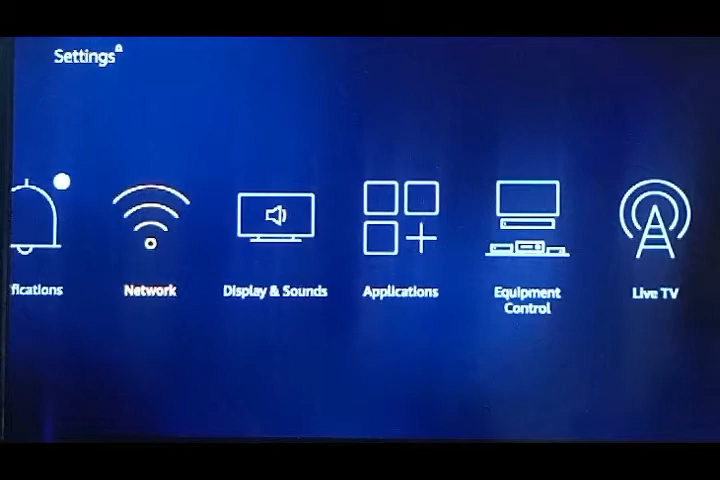 Settings
fications
Network
Display & Sounds
Applications
Equipment
Control
Live TV